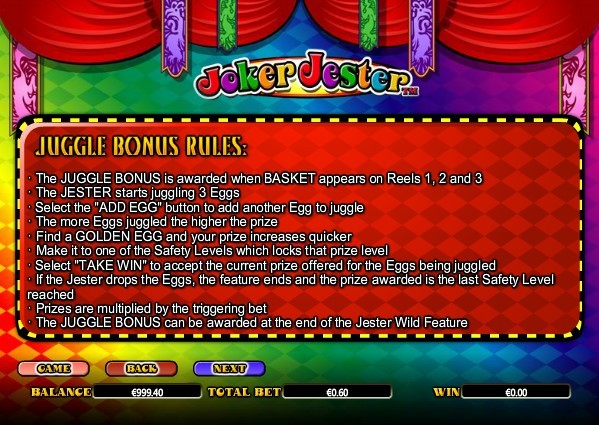 Joker Jester™
JUGGLE BONUS RULES:
· The JUGGLE BONUS is awarded when BASKET appears on Reels 1, 2 and 3
· The JESTER starts juggling 3 Eggs
· Select the "ADD EGG" button to add another Egg to juggle
· The more Eggs juggled the higher the prize
· Find a GOLDEN EGG and your prize increases quicker
· Make it to one of the Safety Levels which locks that prize level
· Select "TAKE WIN" to accept the current prize offered for the Eggs being juggled
· If the Jester drops the Eggs, the feature ends and the prize awarded is the last Safety Level
reached
· Prizes are multiplied by the triggering bet
· The JUGGLE BONUS can be awarded at the end of the Jester Wild Feature
GAME BACK NEXT
BALANCE €999.40 TOTAL BET €0.60 WIN €0.00